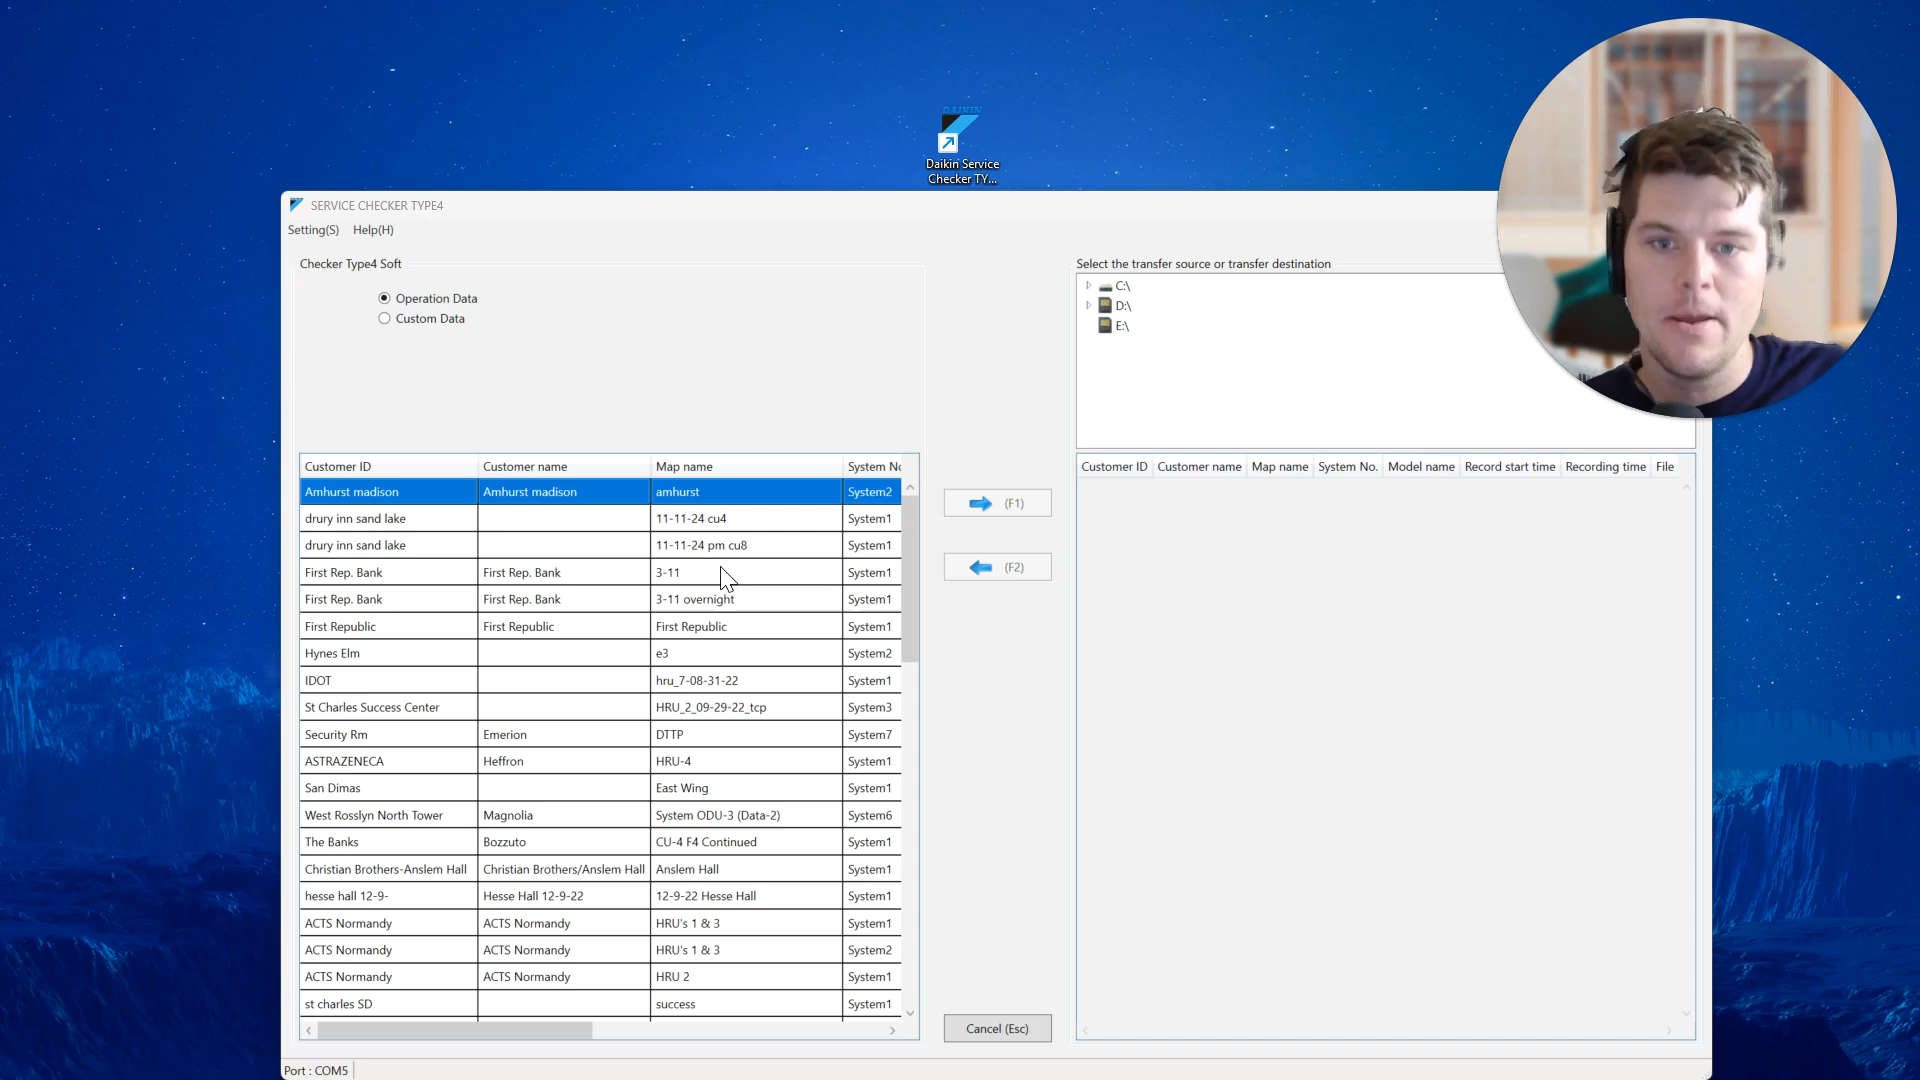 DAIKIN
Daikin Service
Checker TY...
SERVICE CHECKER TYPE4
Setting(S) Help(H)
Checker Type4 Soft
Select the transfer source or transfer destination
Operation Data
Custom Data
C:\
D:\
E:\
Customer ID Customer name Map name System No
Amhurst madison Amhurst madison amhurst System2
drury inn sand lake 11-11-24 cu4 System1
drury inn sand lake 11-11-24 pm cu8 System1
First Rep. Bank First Rep. Bank 3-11 System1
First Rep. Bank First Rep. Bank 3-11 overnight System1
First Republic First Republic First Republic System1
Hynes Elm e3 System2
IDOT hru_7-08-31-22 System1
St Charles Success Center HRU_2_09-29-22_tcp System3
Security Rm Emerion DTTP System7
ASTRAZENECA Heffron HRU-4 System1
San Dimas East Wing System1
West Rosslyn North Tower Magnolia System ODU-3 (Data-2) System6
The Banks Bozzuto CU-4 F4 Continued System1
Christian Brothers-Anslem Hall Christian Brothers/Anslem Hall Anslem Hall System1
hesse hall 12-9- Hesse Hall 12-9-22 12-9-22 Hesse Hall System1
ACTS Normandy ACTS Normandy HRU's 1 & 3 System1
ACTS Normandy ACTS Normandy HRU's 1 & 3 System2
ACTS Normandy ACTS Normandy HRU 2 System1
st charles SD success System1
(F1)
(F2)
Cancel (Esc)
Customer ID Customer name Map name System No. Model name Record start time Recording time File
Port : COM5